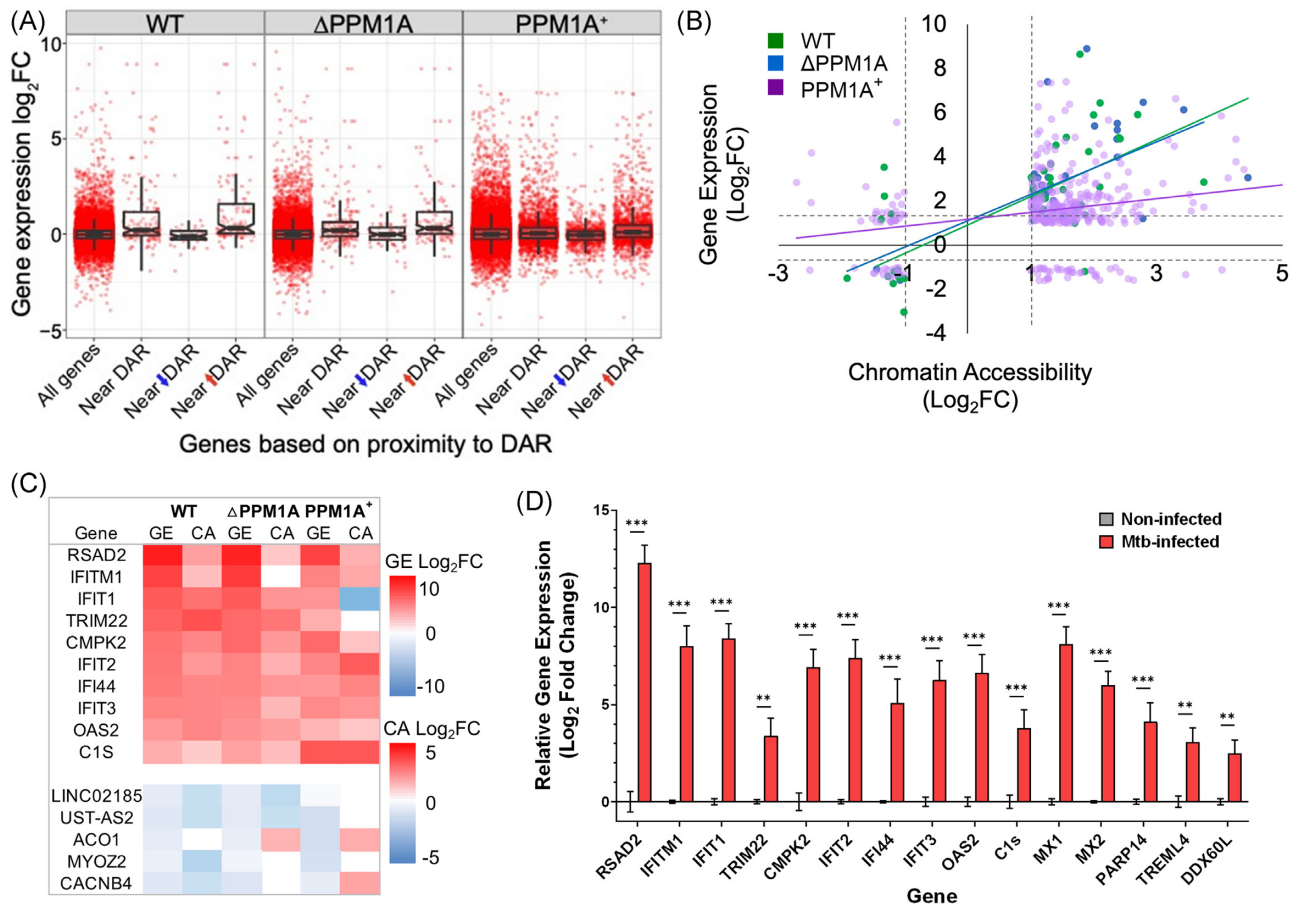 (A)
WT ΔPPM1A PPM1A⁺
Gene expression log₂FC
10
5
0
−5
All genes
Near DAR
Near DAR
Near DAR
All genes
Near DAR
Near DAR
Near DAR
All genes
Near DAR
Near DAR
Near DAR
Genes based on proximity to DAR
(B)
WT
ΔPPM1A
PPM1A⁺
Gene Expression
(Log₂FC)
10
8
6
4
2
0
-2
-4
-3 -1 1 3 5
Chromatin Accessibility
(Log₂FC)
(C)
WT △PPM1A PPM1A⁺
Gene GE CA GE CA GE CA
RSAD2
IFITM1
IFIT1
TRIM22
CMPK2
IFIT2
IFI44
IFIT3
OAS2
C1S
LINC02185
UST-AS2
ACO1
MYOZ2
CACNB4
GE Log₂FC
10
0
-10
CA Log₂FC
5
0
-5
(D)
Non-infected
Mtb-infected
Relative Gene Expression
(Log₂ Fold Change)
15
10
5
0
*** *** *** ** *** *** *** *** *** *** *** *** *** ** **
RSAD2
IFITM1
IFIT1
TRIM22
CMPK2
IFIT2
IFI44
IFIT3
OAS2
C1s
MX1
MX2
PARP14
TREML4
DDX60L
Gene